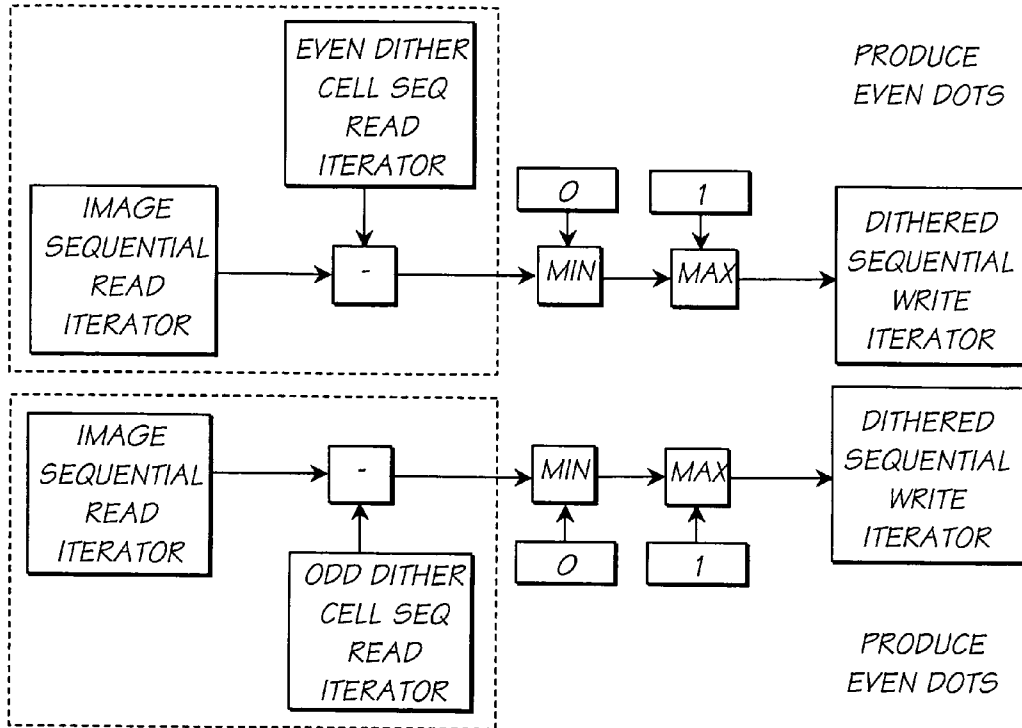 EVEN DITHER
CELL SEQ
READ
ITERATOR
PRODUCE
EVEN DOTS
IMAGE
SEQUENTIAL
READ
ITERATOR
-
0
MIN
1
MAX
DITHERED
SEQUENTIAL
WRITE
ITERATOR
IMAGE
SEQUENTIAL
READ
ITERATOR
-
MIN
0
MAX
1
DITHERED
SEQUENTIAL
WRITE
ITERATOR
ODD DITHER
CELL SEQ
READ
ITERATOR
PRODUCE
EVEN DOTS